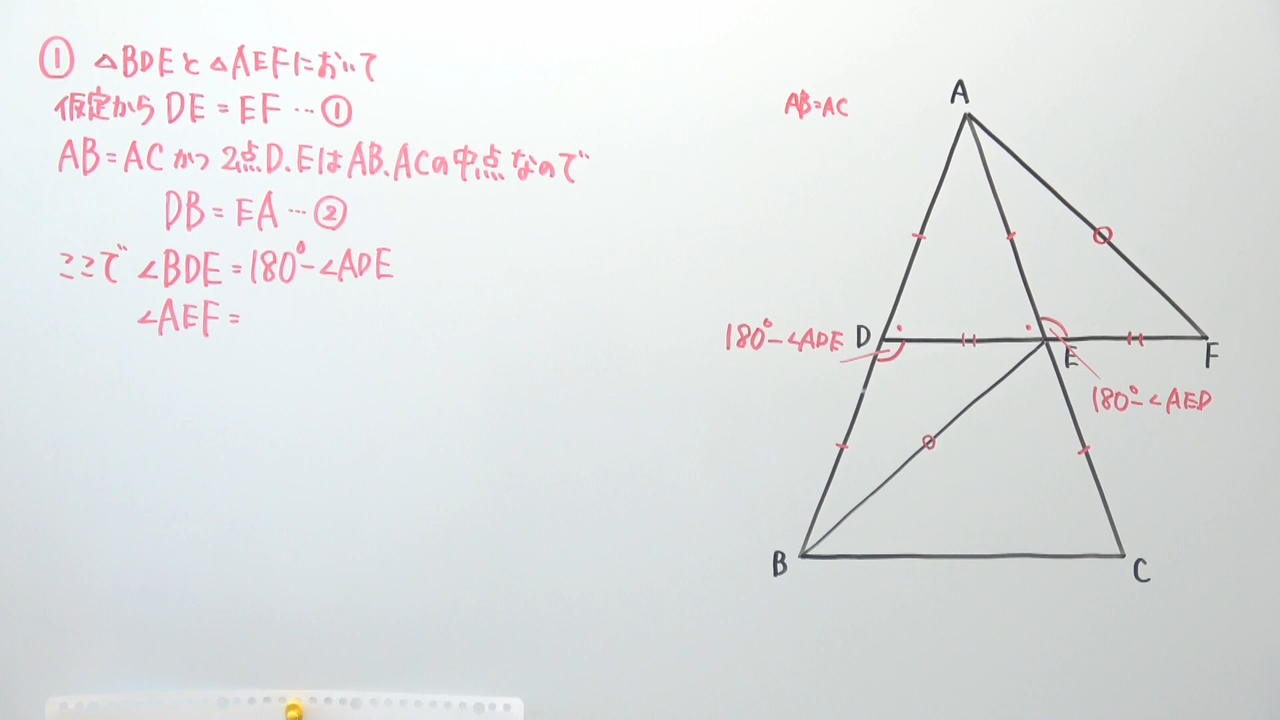 ① △BDEと△AEFにおいて
仮定から DE = EF … ①
AB = AC かつ 2点D.EはAB.ACの中点なので
DB = EA … ②
ここで ∠BDE = 180° - ∠ADE
∠AEF =
AB=AC
A
180° - ∠ADE
D
E
F
180° - ∠AED
B
C